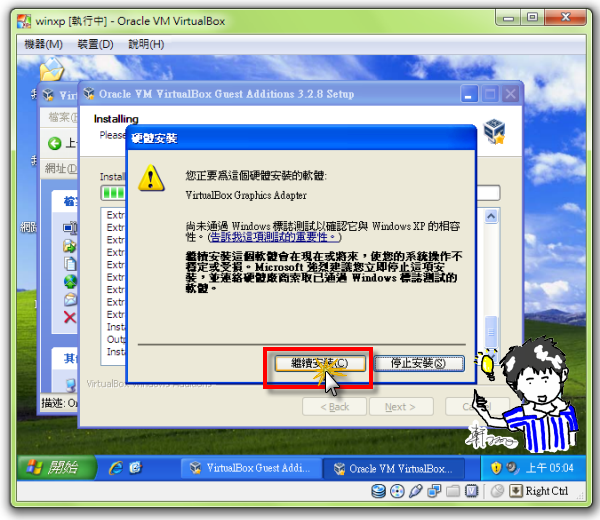 winxp [執行中] - Oracle VM VirtualBox
機器(M) 裝置(D) 說明(H)
Oracle VM VirtualBox Guest Additions 3.2.8 Setup
檔案(
Installing
Please
硬體安裝
上
網址(D
您正要為這個硬體安裝的軟體:
VirtualBox Graphics Adapter
Install
尚未通過 Windows 標誌測試以確認它與 Windows XP 的相容
性。(告訴我這項測試的重要性。)
繼續安裝這個軟體會在現在或將來，使您的系統操作不
穩定或受損。Microsoft 強烈建議您立即停止這項安
裝，並連絡硬體廠商索取已通過 Windows 標誌測試的
軟體。
Extr
Extr
Extr
Extr
Extr
Extr
Extr
Extr
Extr
Insta
Outp
Insta
其
繼續安裝(C)
停止安裝(S)
VirtualBox Windows Additions
描述: O
< Back
Next >
Ca
開始
VirtualBox Guest Addi...
Oracle VM VirtualBox...
上午 05:04
Right Ctrl